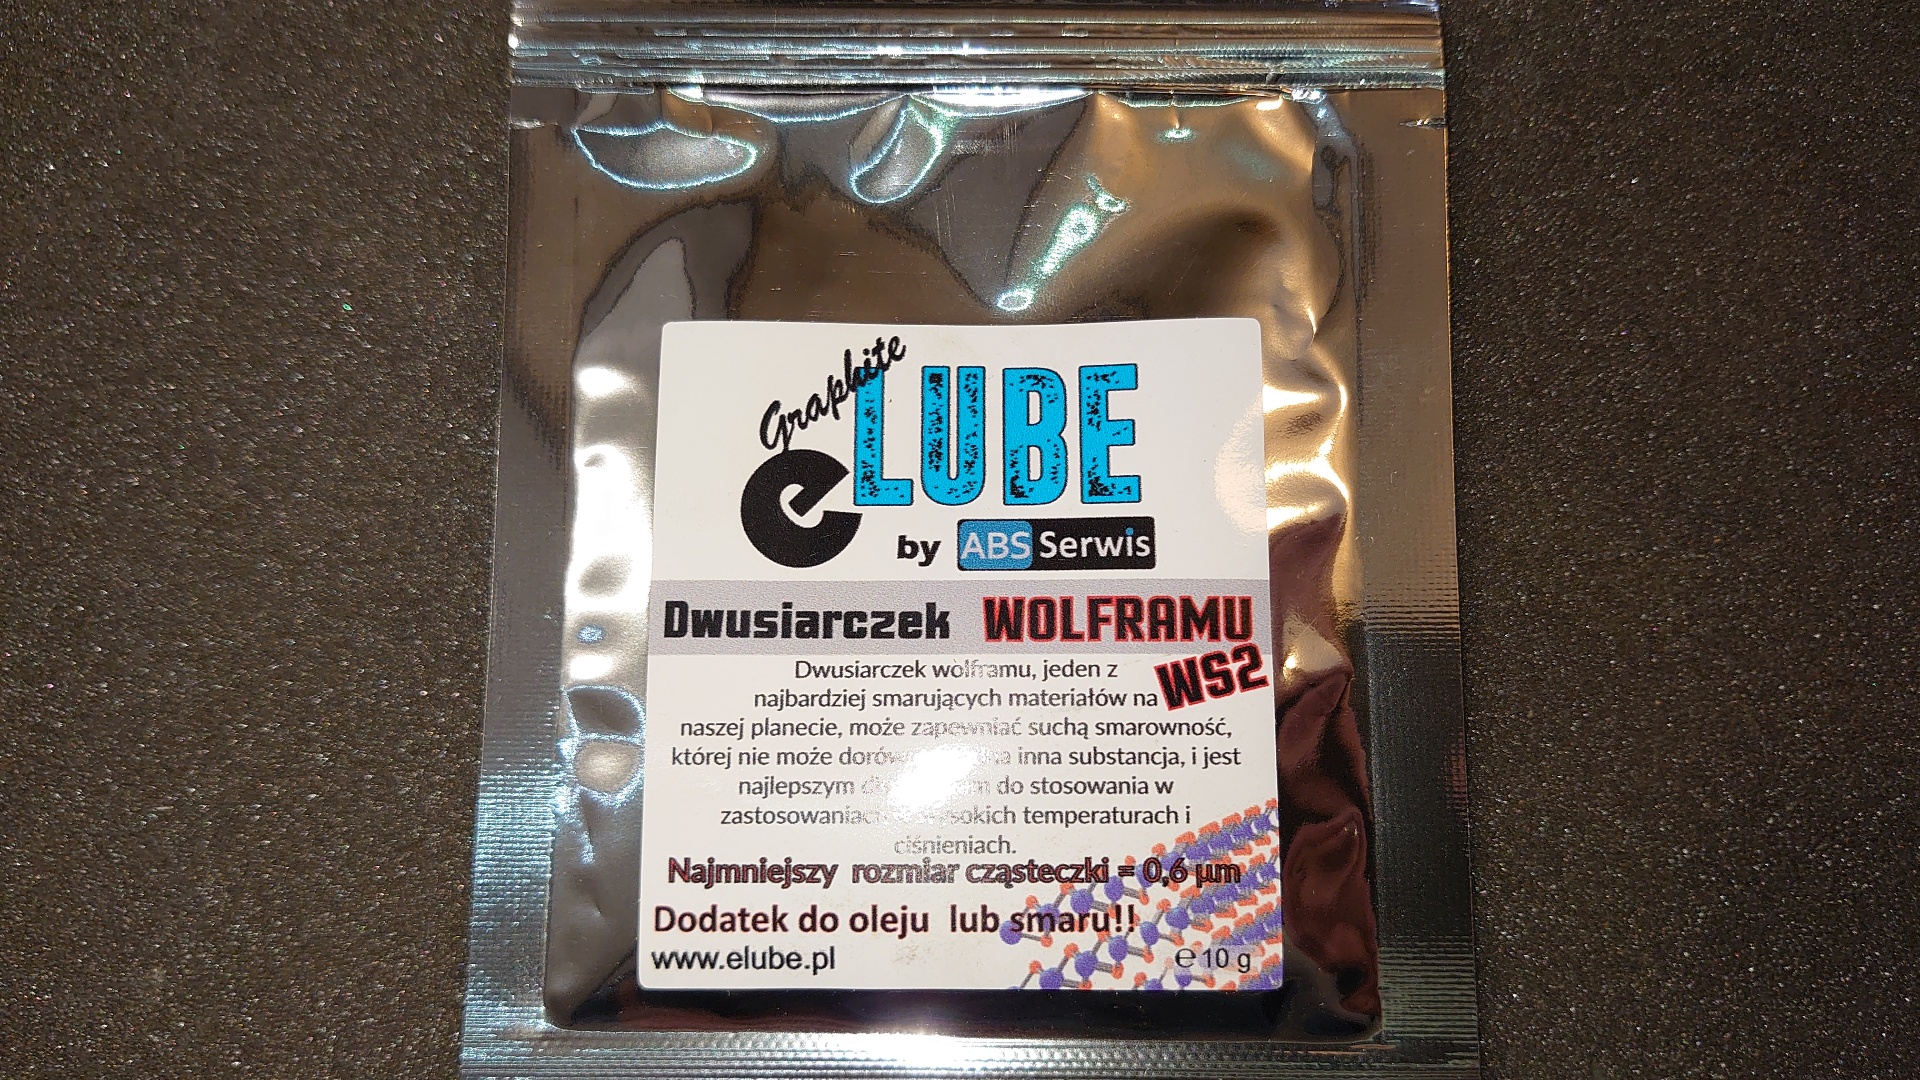 Graphite
eLUBE
by ABS Serwis
Dwusiarczek WOLFRAMU
WS2
Dwusiarczek wolframu, jeden z
najbardziej smarujących materiałów na
naszej planecie, może zapewniać suchą smarowność,
której nie może inna substancja, i jest
najlepszym do stosowania w
temperaturach i
ciśnieniach.
Najmniejszy rozmiar cząsteczki = 0,6 µm
Dodatek do oleju lub smaru!!
www.elube.pl
℮ 10 g